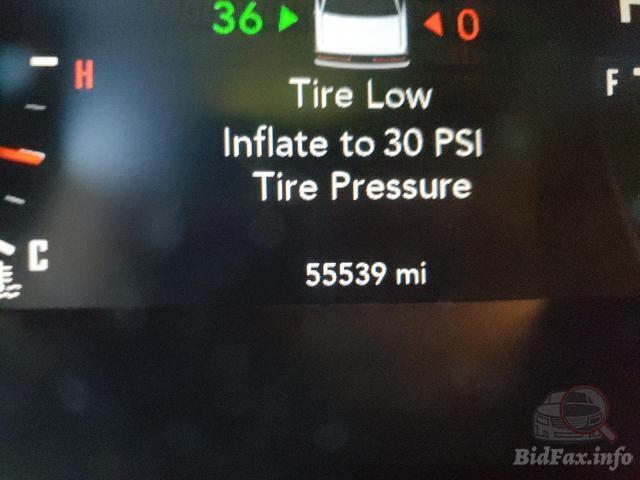 36 0
Tire Low
Inflate to 30 PSI
Tire Pressure
55539 mi
H
C
F
BidFax.info